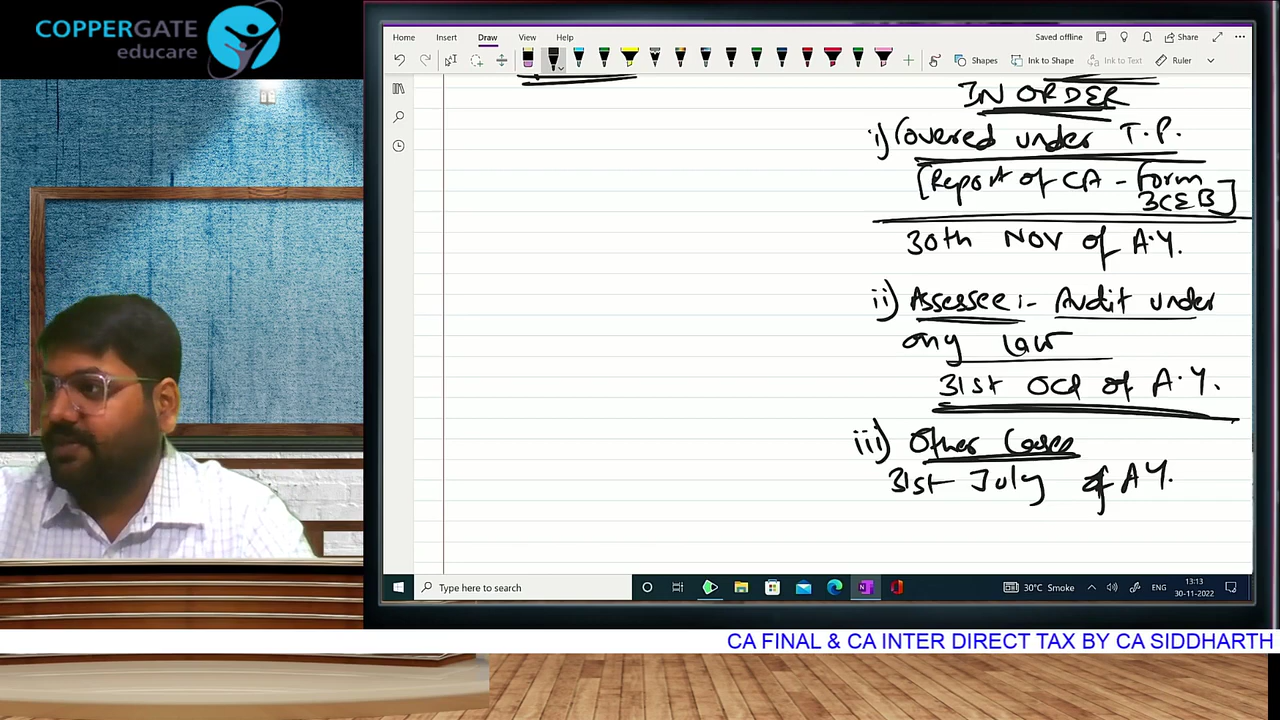 COPPERGATE
educare
Home Insert Draw View Help
Saved offline
Share
Shapes
Ink to Shape
Ink to Text
Ruler
IN ORDER
i) Covered under T.P.
[Report of CA - Form
3CEB]
30th NOV of A.Y.
ii) Assessee :- Audit under
any law
31st Oct of A.Y.
iii) Other Cases
31st July of A.Y.
Type here to search
30°C Smoke
ENG
13:13
30-11-2022
CA FINAL & CA INTER DIRECT TAX BY CA SIDDHARTH